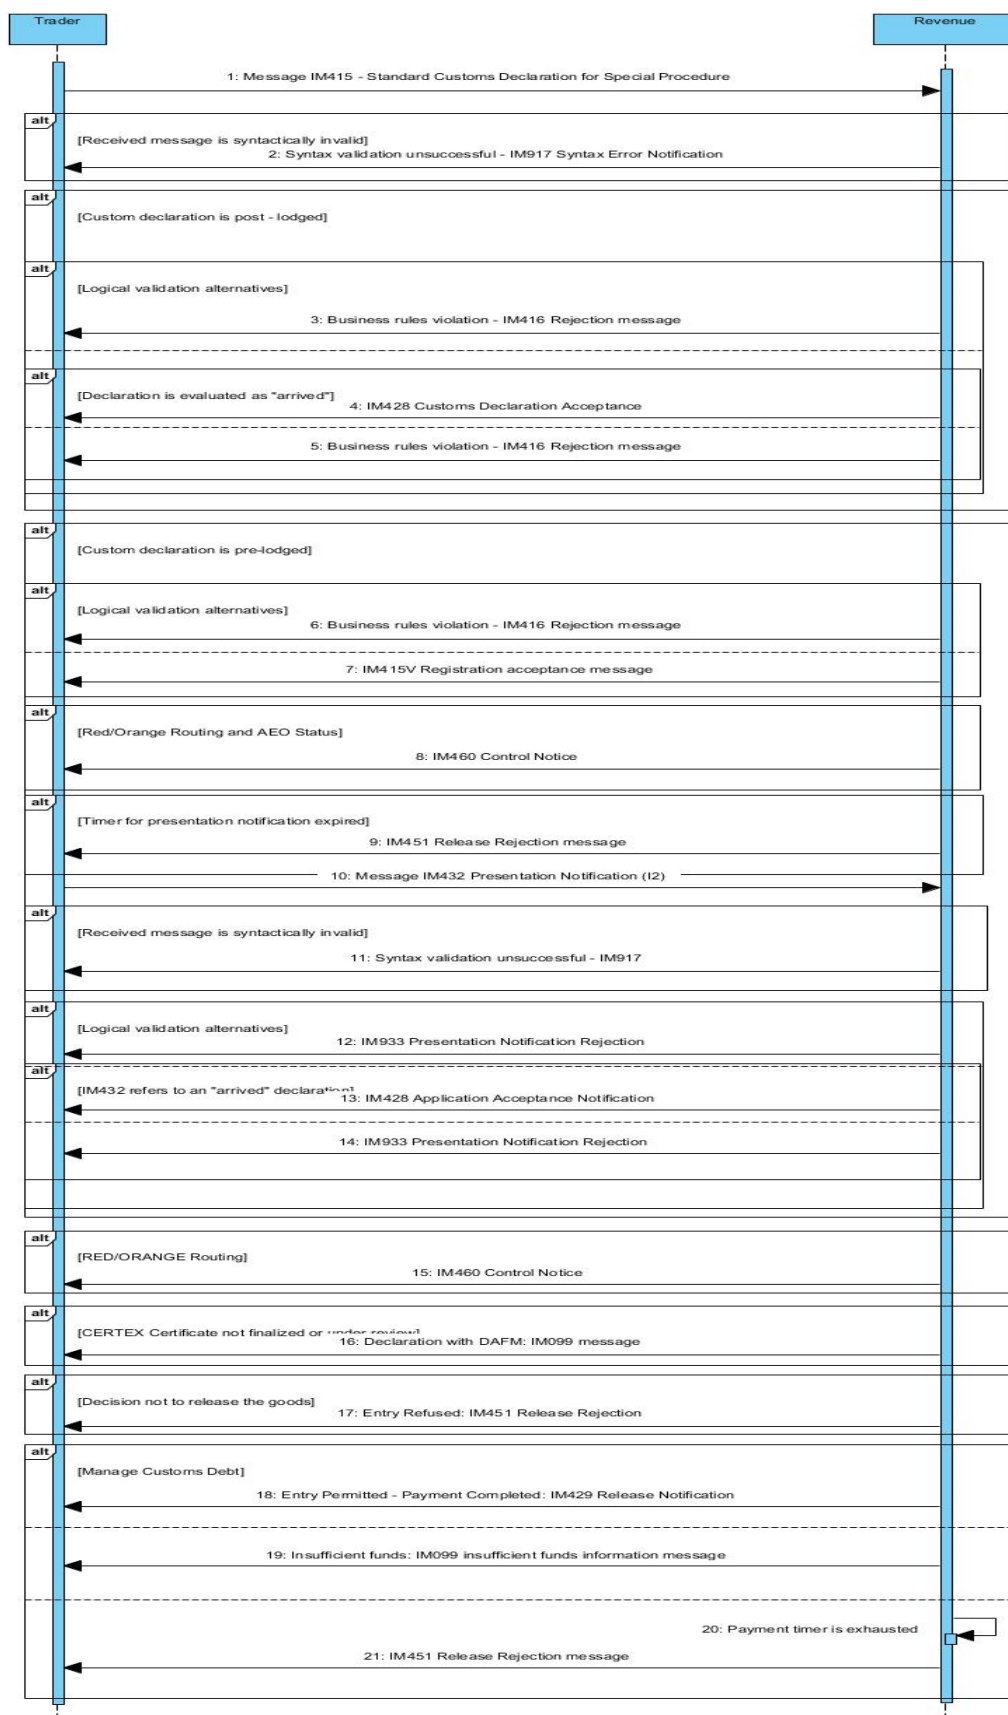 Trader
Revenue
1: Message IM415 - Standard Customs Declaration for Special Procedure
alt
[Received message is syntactically invalid]
2: Syntax validation unsuccessful - IM917 Syntax Error Notification
alt
[Custom declaration is post - lodged]
alt
[Logical validation alternatives]
3: Business rules violation - IM416 Rejection message
alt
[Declaration is evaluated as "arrived"]
4: IM428 Customs Declaration Acceptance
5: Business rules violation - IM416 Rejection message
alt
[Custom declaration is pre-lodged]
alt
[Logical validation alternatives]
6: Business rules violation - IM416 Rejection message
7: IM415V Registration acceptance message
alt
[Red/Orange Routing and AEO Status]
8: IM460 Control Notice
alt
[Timer for presentation notification expired]
9: IM451 Release Rejection message
10: Message IM432 Presentation Notification (I2)
alt
[Received message is syntactically invalid]
11: Syntax validation unsuccessful - IM917
alt
[Logical validation alternatives]
12: IM933 Presentation Notification Rejection
alt
[IM432 refers to an "arrived" declaration]
13: IM428 Application Acceptance Notification
14: IM933 Presentation Notification Rejection
alt
[RED/ORANGE Routing]
15: IM460 Control Notice
alt
[CERTEX Certificate not finalized or under review]
16: Declaration with DAFM: IM099 message
alt
[Decision not to release the goods]
17: Entry Refused: IM451 Release Rejection
alt
[Manage Customs Debt]
18: Entry Permitted - Payment Completed: IM429 Release Notification
19: Insufficient funds: IM099 insufficient funds information message
20: Payment timer is exhausted
21: IM451 Release Rejection message